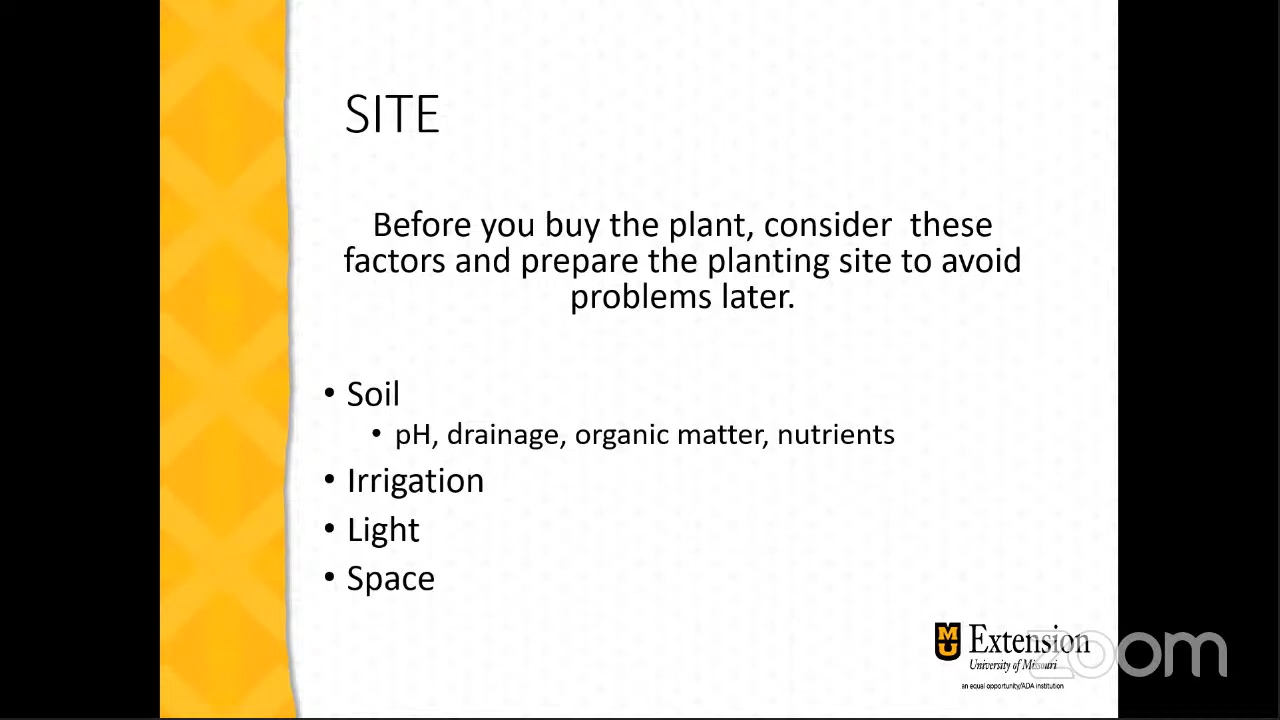 SITE
Before you buy the plant, consider  these
factors and prepare the planting site to avoid
problems later.
• Soil
• pH, drainage, organic matter, nutrients
• Irrigation
• Light
• Space
MU Extension
University of Missouri
an equal opportunity/ADA institution
zoom